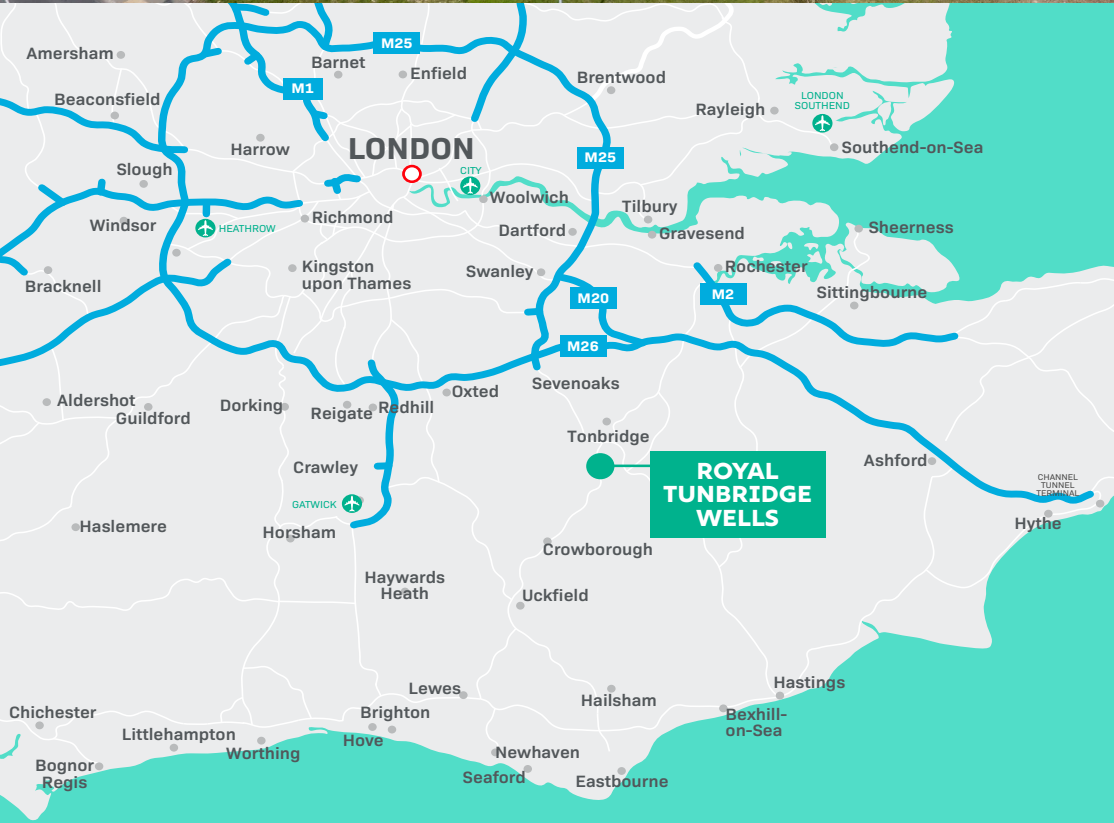 M25
Amersham
Barnet
Enfield
Brentwood
M1
Beaconsfield
LONDON
SOUTHEND
Rayleigh
Harrow
LONDON
M25
Southend-on-Sea
Slough
CITY
Woolwich
Windsor
HEATHROW
Richmond
Tilbury
Dartford
Gravesend
Sheerness
Kingston
upon Thames
Swanley
Rochester
Bracknell
M20
M2
Sittingbourne
M26
Sevenoaks
Oxted
Aldershot
Guildford
Dorking
Reigate
Redhill
Tonbridge
Crawley
ROYAL
TUNBRIDGE
WELLS
Ashford
CHANNEL
TUNNEL
TERMINAL
GATWICK
Haslemere
Horsham
Hythe
Crowborough
Haywards
Heath
Uckfield
Lewes
Hailsham
Hastings
Chichester
Brighton
Bexhill-
on-Sea
Littlehampton
Hove
Worthing
Newhaven
Bognor
Regis
Seaford
Eastbourne